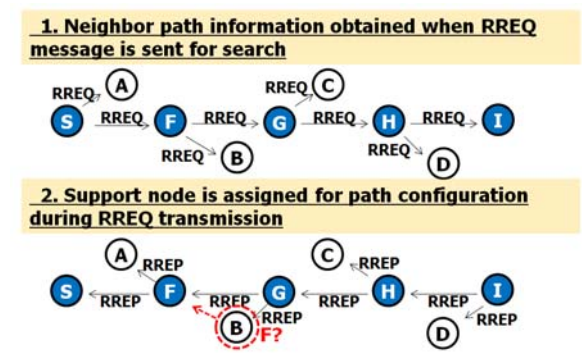 1. Neighbor path information obtained when RREQ
message is sent for search
A
C
RREQ
RREQ
S
RREQ
F
RREQ
G
RREQ
H
RREQ
I
RREQ
B
RREQ
D
2. Support node is assigned for path configuration
during RREQ transmission
A
RREP
C
RREP
S
F
G
H
I
RREP
RREP
RREP
RREP
RREP
RREP
B
F?
D